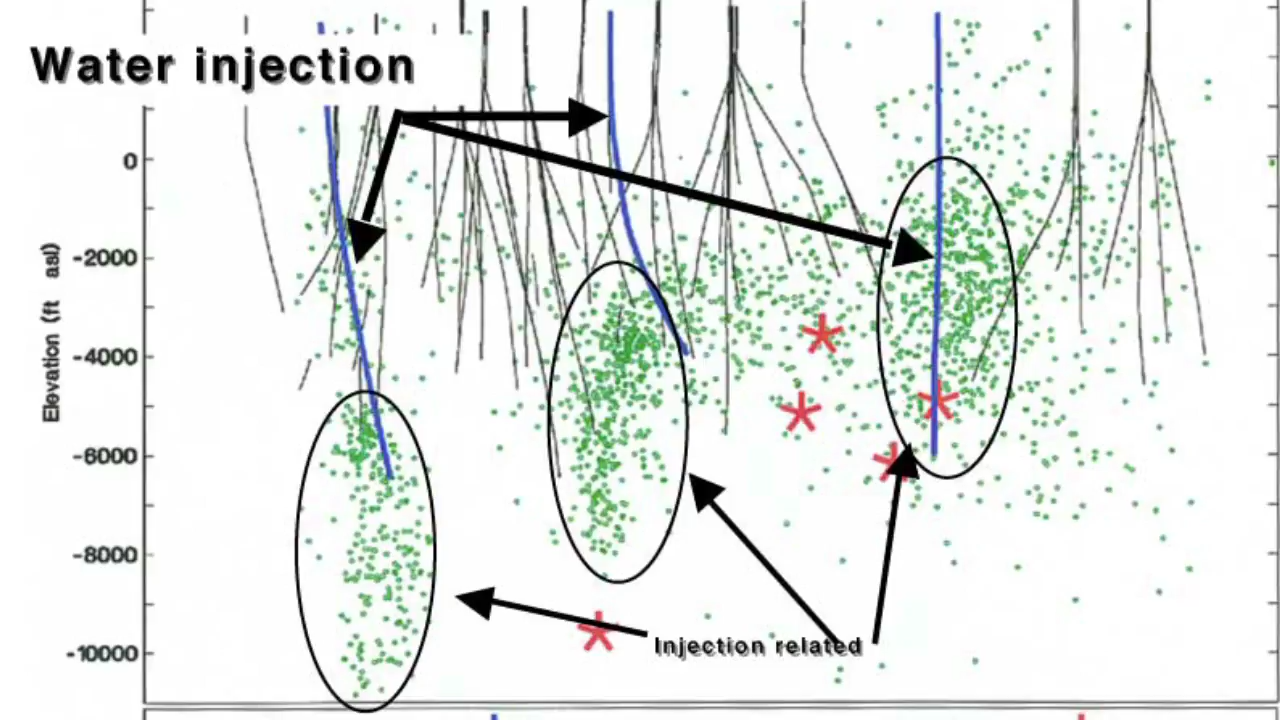 Water injection
0
-2000
-4000
-6000
-8000
-10000
Elevation (ft asl)
Injection related